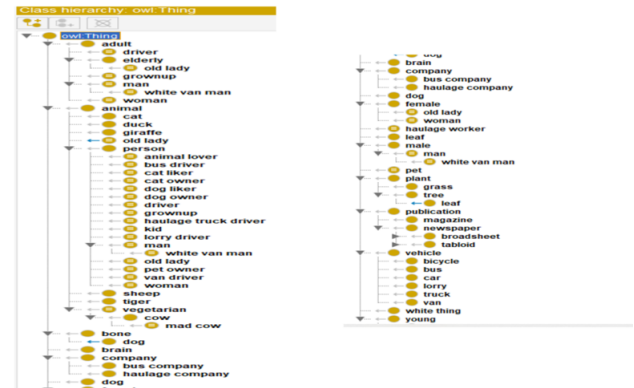 Class hierarchy: owl:Thing
owl:Thing
adult
driver
elderly
old lady
grownup
man
white van man
woman
animal
cat
duck
giraffe
old lady
person
animal lover
bus driver
cat liker
cat owner
dog liker
dog owner
driver
grownup
haulage truck driver
kid
lorry driver
man
white van man
old lady
pet owner
van driver
woman
sheep
tiger
vegetarian
cow
mad cow
bone
dog
brain
company
bus company
haulage company
dog
dog
brain
company
bus company
haulage company
dog
female
old lady
woman
haulage worker
leaf
male
man
white van man
pet
plant
grass
tree
leaf
publication
magazine
newspaper
broadsheet
tabloid
vehicle
bicycle
bus
car
lorry
truck
van
white thing
young